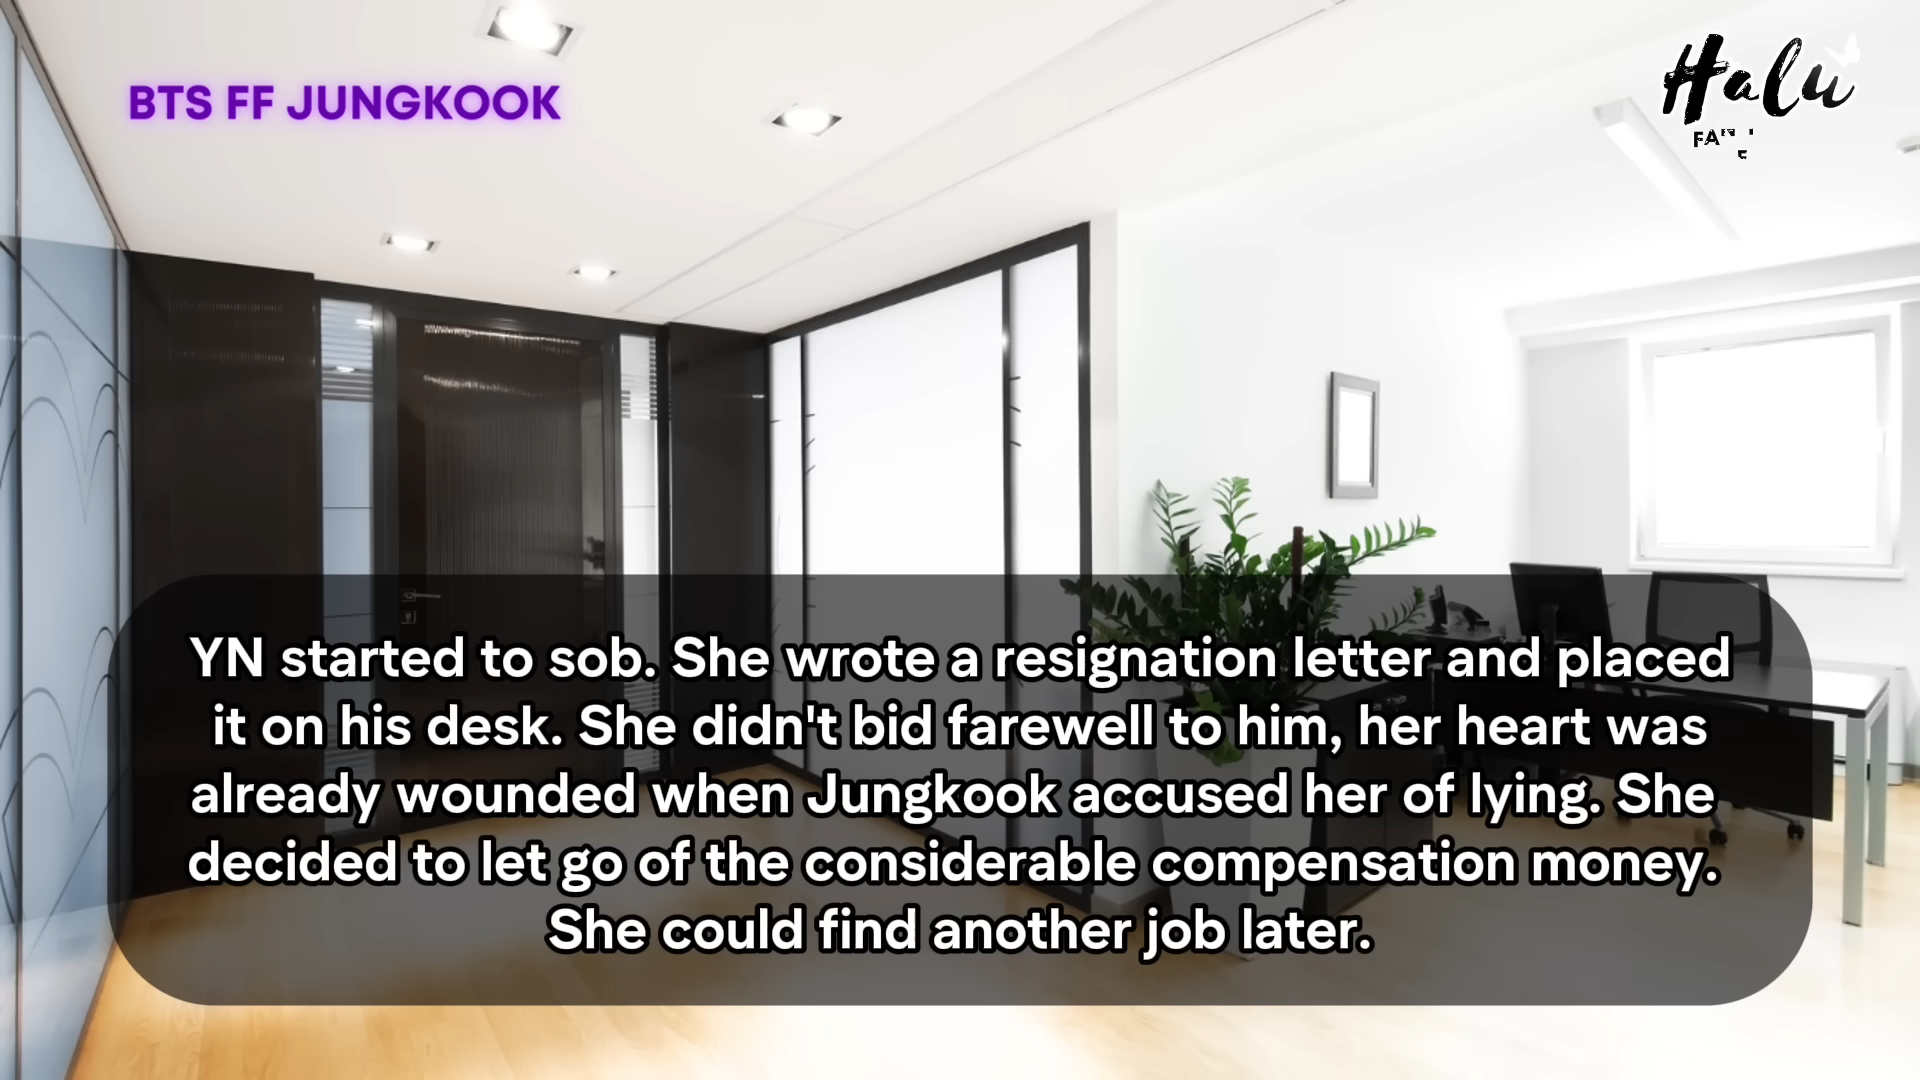 BTS FF JUNGKOOK
Halu
YN started to sob. She wrote a resignation letter and placed
it on his desk. She didn't bid farewell to him, her heart was
already wounded when Jungkook accused her of lying. She
decided to let go of the considerable compensation money.
She could find another job later.